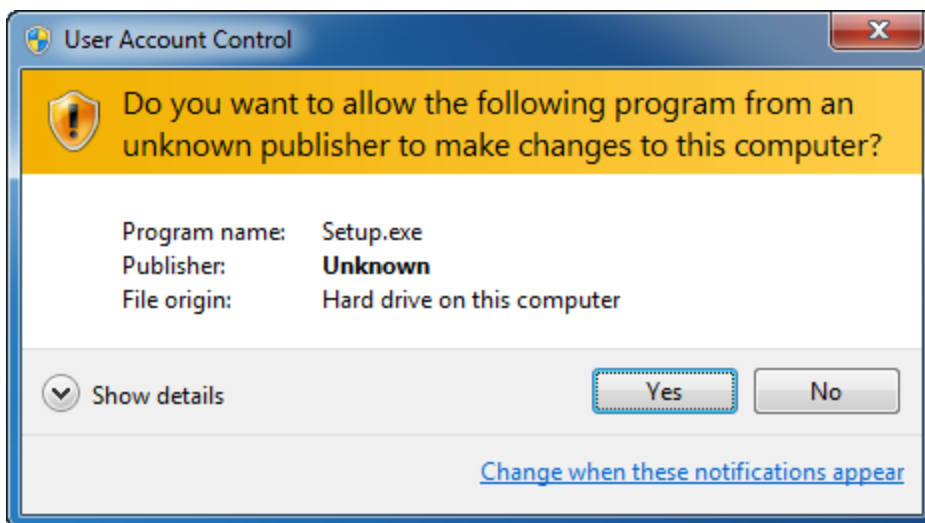 User Account Control
Do you want to allow the following program from an
unknown publisher to make changes to this computer?
Program name: Setup.exe
Publisher: Unknown
File origin: Hard drive on this computer
Show details
Yes
No
Change when these notifications appear